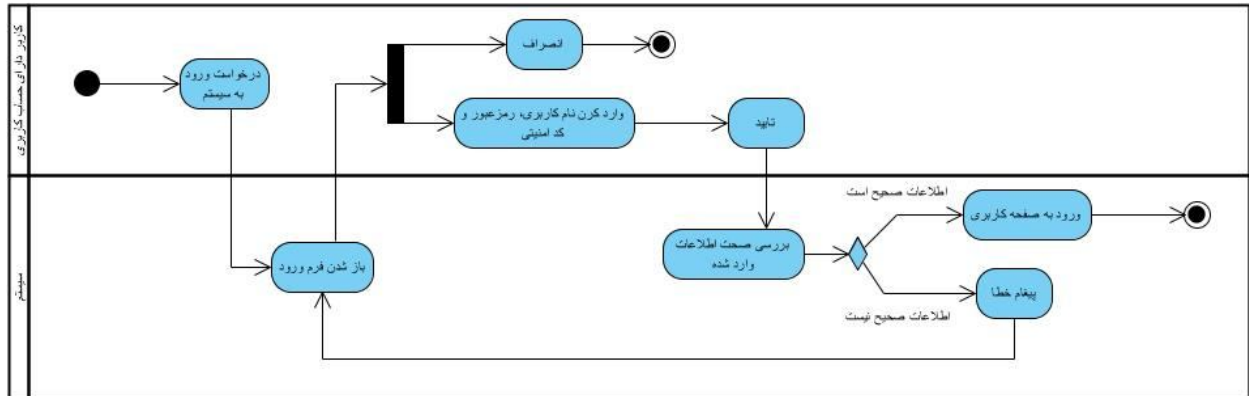 کاربر دارای حساب کاربری
درخواست ورود
به سیستم
انصراف
وارد کرن نام کاربری، رمزعبور و
کد امنیتی
تایید
سیستم
باز شدن فرم ورود
بررسی صحت اطلاعات
وارد شده
اطلاعات صحیح است
ورود به صفحه کاربری
پیغام خطا
اطلاعات صحیح نیست